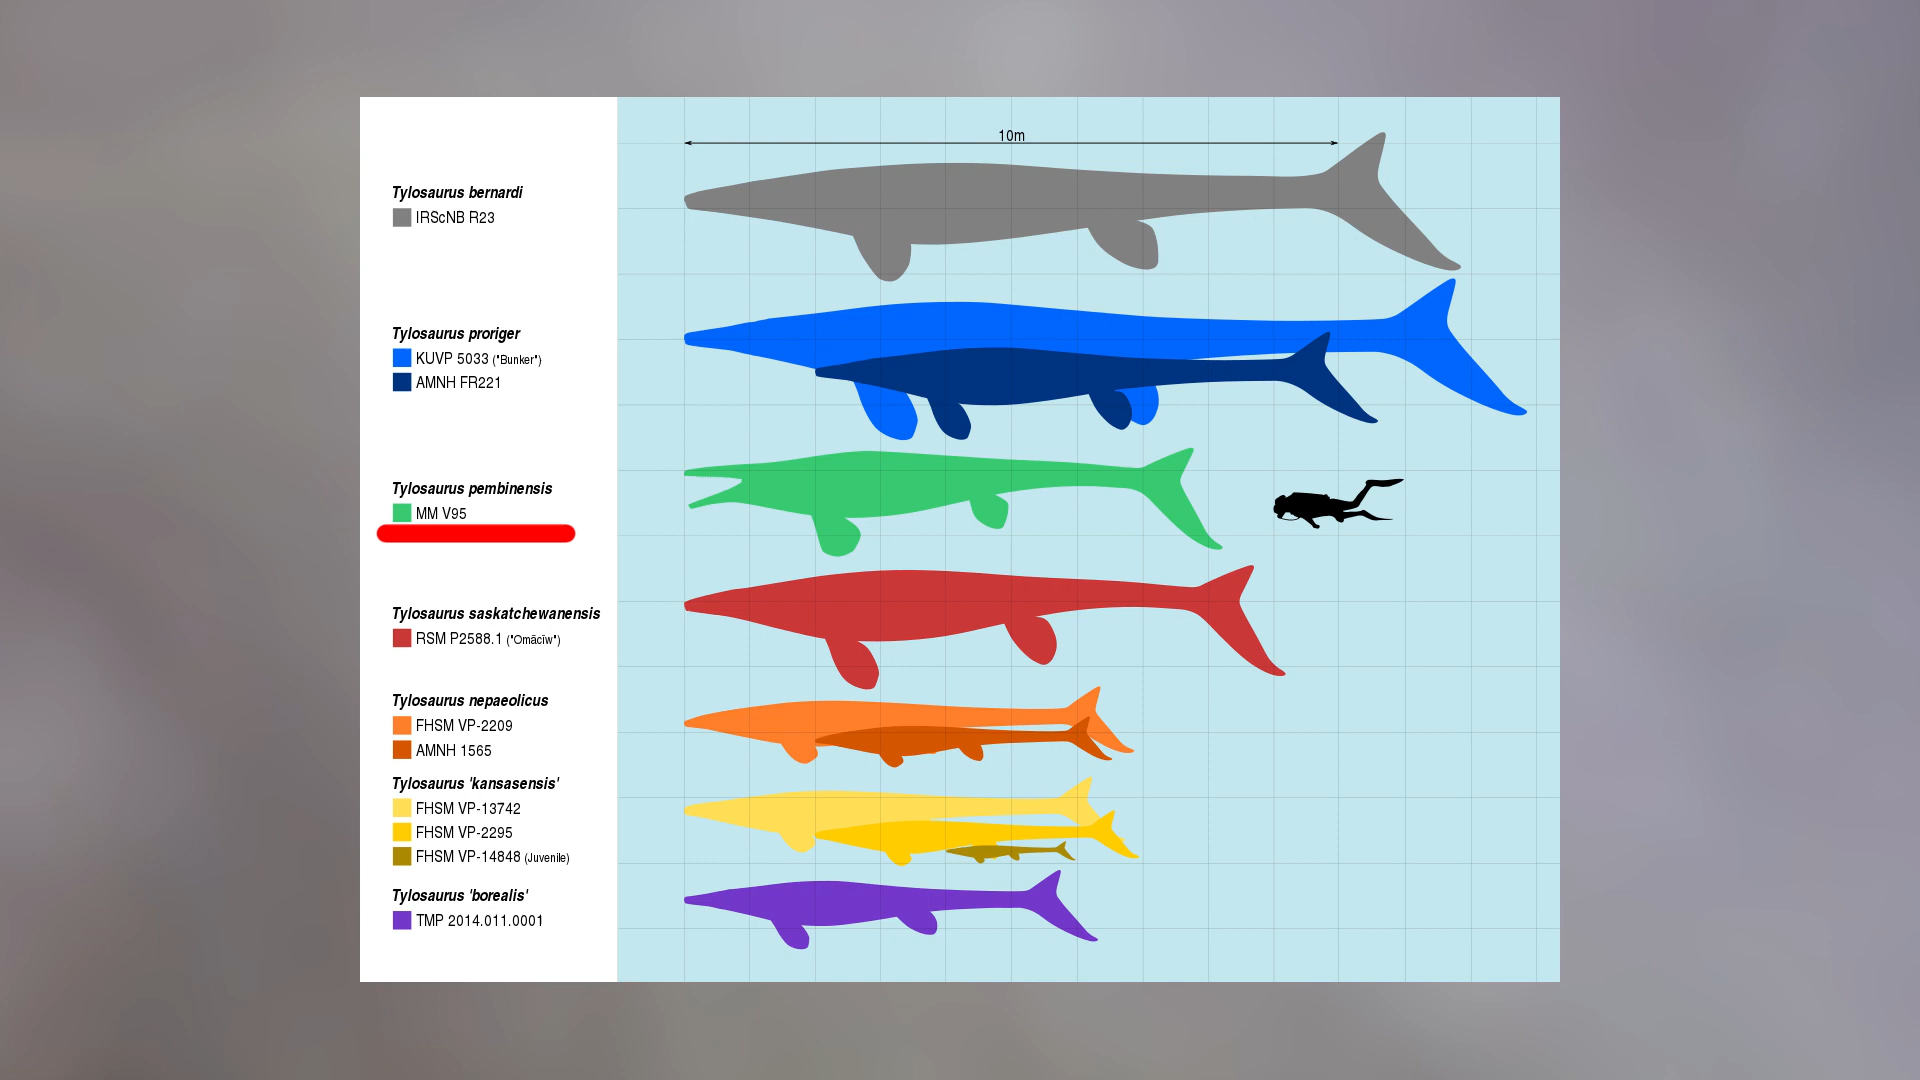 10m
Tylosaurus bernardi
IRScNB R23
Tylosaurus proriger
KUVP 5033 ("Bunker")
AMNH FR221
Tylosaurus pembinensis
MM V95
Tylosaurus saskatchewanensis
RSM P2588.1 ("Omācīw")
Tylosaurus nepaeolicus
FHSM VP-2209
AMNH 1565
Tylosaurus 'kansasensis'
FHSM VP-13742
FHSM VP-2295
FHSM VP-14848 (Juvenile)
Tylosaurus 'borealis'
TMP 2014.011.0001